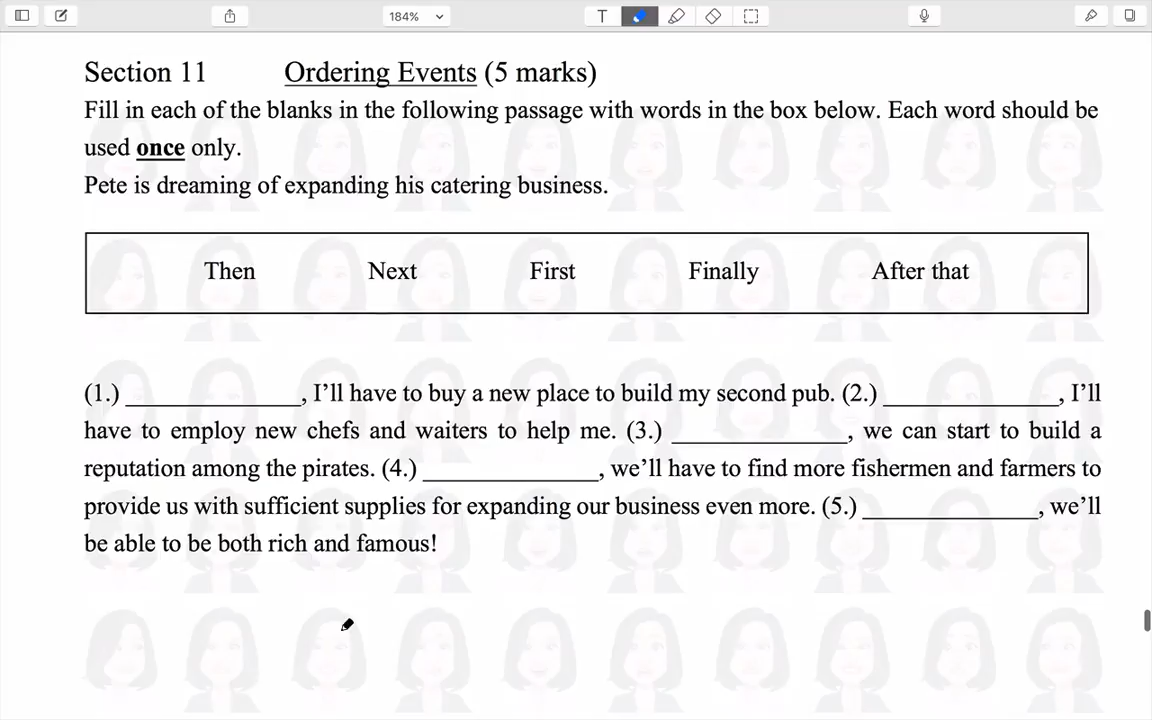 184%
T
Section 11 Ordering Events (5 marks)
Fill in each of the blanks in the following passage with words in the box below. Each word should be
used once only.
Pete is dreaming of expanding his catering business.
Then Next First Finally After that
(1.) ______________, I’ll have to buy a new place to build my second pub. (2.) ______________, I’ll
have to employ new chefs and waiters to help me. (3.) ______________, we can start to build a
reputation among the pirates. (4.) ______________, we’ll have to find more fishermen and farmers to
provide us with sufficient supplies for expanding our business even more. (5.) ______________, we’ll
be able to be both rich and famous!